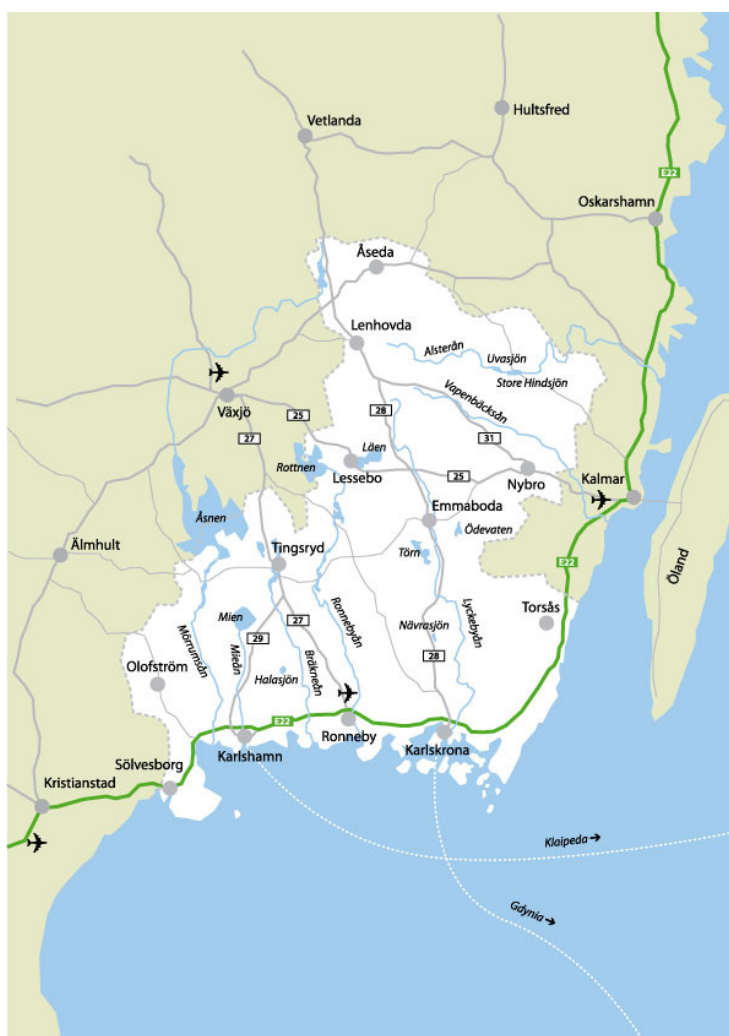 Hultsfred
Vetlanda
E22
Oskarshamn
Åseda
Lenhovda
Alsterån
Uvasjön
Store Hindsjön
Växjö
28
Vapenbäcksån
25
27
31
Läen
Rottnen
Lessebo
25
Nybro
Kalmar
Åsnen
Emmaboda
Ödevaten
Älmhult
Tingsryd
Törn
E22
Öland
Mien
Torsås
Mörrumsån
Mieån
29
27
Bräkneån
Ronnebyån
Nävrasjön
Lyckebyån
28
Olofström
Halasjön
E22
Ronneby
Karlshamn
Karlskrona
Sölvesborg
Kristianstad
Klaipeda →
Gdynia →